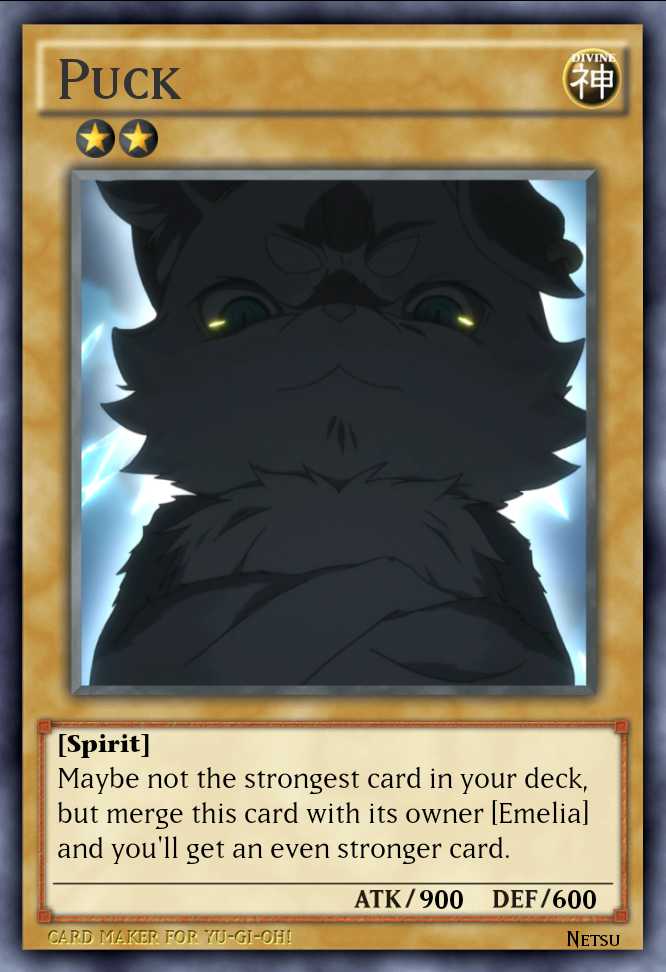 Puck
DIVINE
神
[Spirit]
Maybe not the strongest card in your deck,
but merge this card with its owner [Emelia]
and you'll get an even stronger card.
ATK/900 DEF/600
CARD MAKER FOR YU-GI-OH! Netsu